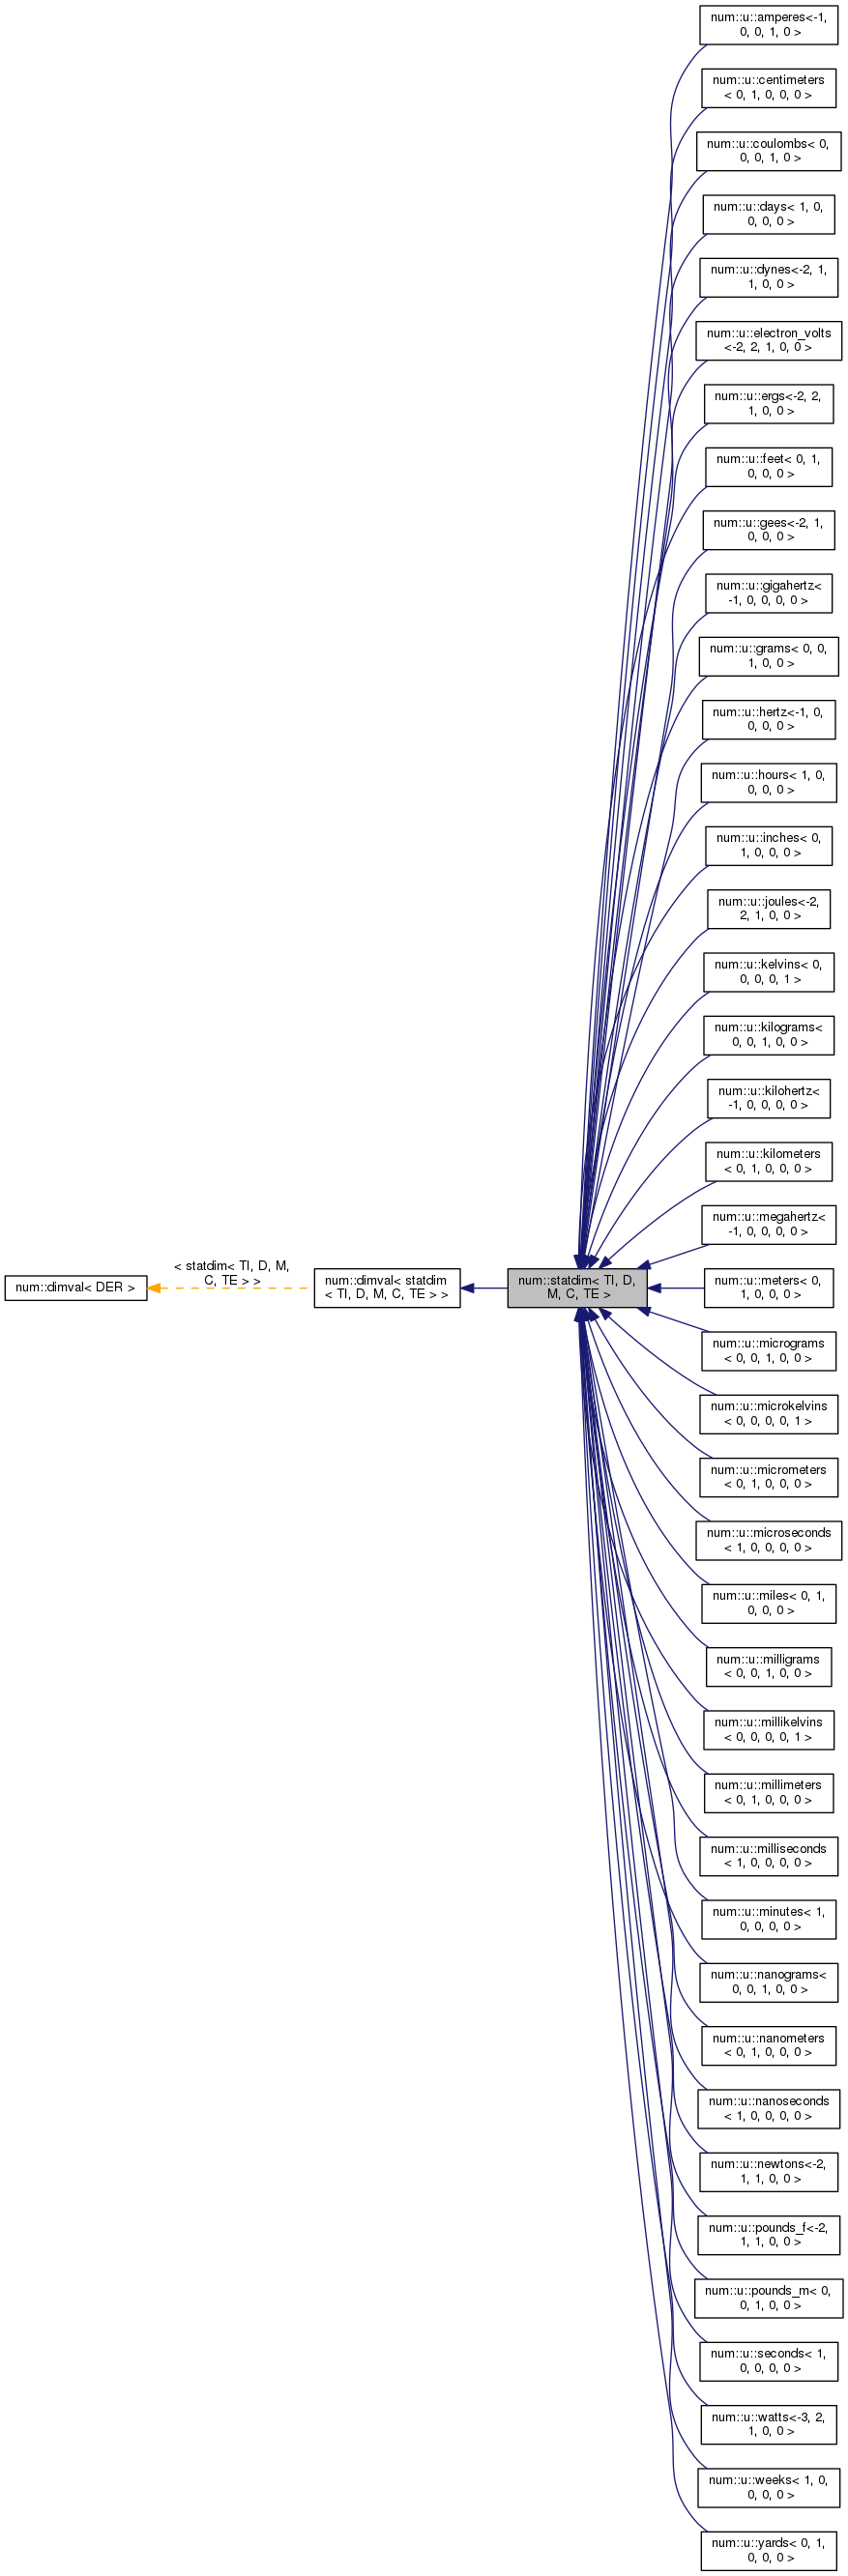 num::u::amperes<-1,
0, 0, 1, 0 >
num::u::centimeters
< 0, 1, 0, 0, 0 >
num::u::coulombs< 0,
0, 0, 1, 0 >
num::u::days< 1, 0,
0, 0, 0 >
num::u::dynes<-2, 1,
1, 0, 0 >
num::u::electron_volts
<-2, 2, 1, 0, 0 >
num::u::ergs<-2, 2,
1, 0, 0 >
num::u::feet< 0, 1,
0, 0, 0 >
num::u::gees<-2, 1,
0, 0, 0 >
num::u::gigahertz<
-1, 0, 0, 0, 0 >
num::u::grams< 0, 0,
1, 0, 0 >
num::u::hertz<-1, 0,
0, 0, 0 >
num::u::hours< 1, 0,
0, 0, 0 >
num::u::inches< 0,
1, 0, 0, 0 >
num::u::joules<-2,
2, 1, 0, 0 >
num::u::kelvins< 0,
0, 0, 0, 1 >
num::u::kilograms<
0, 0, 1, 0, 0 >
num::u::kilohertz<
-1, 0, 0, 0, 0 >
num::u::kilometers
< 0, 1, 0, 0, 0 >
num::u::megahertz<
-1, 0, 0, 0, 0 >
num::dimval< DER >
< statdim< TI, D, M,
C, TE > >
num::dimval< statdim
< TI, D, M, C, TE > >
num::statdim< TI, D,
M, C, TE >
num::u::meters< 0,
1, 0, 0, 0 >
num::u::micrograms
< 0, 0, 1, 0, 0 >
num::u::microkelvins
< 0, 0, 0, 0, 1 >
num::u::micrometers
< 0, 1, 0, 0, 0 >
num::u::microseconds
< 1, 0, 0, 0, 0 >
num::u::miles< 0, 1,
0, 0, 0 >
num::u::milligrams
< 0, 0, 1, 0, 0 >
num::u::millikelvins
< 0, 0, 0, 0, 1 >
num::u::millimeters
< 0, 1, 0, 0, 0 >
num::u::milliseconds
< 1, 0, 0, 0, 0 >
num::u::minutes< 1,
0, 0, 0, 0 >
num::u::nanograms<
0, 0, 1, 0, 0 >
num::u::nanometers
< 0, 1, 0, 0, 0 >
num::u::nanoseconds
< 1, 0, 0, 0, 0 >
num::u::newtons<-2,
1, 1, 0, 0 >
num::u::pounds_f<-2,
1, 1, 0, 0 >
num::u::pounds_m< 0,
0, 1, 0, 0 >
num::u::seconds< 1,
0, 0, 0, 0 >
num::u::watts<-3, 2,
1, 0, 0 >
num::u::weeks< 1, 0,
0, 0, 0 >
num::u::yards< 0, 1,
0, 0, 0 >